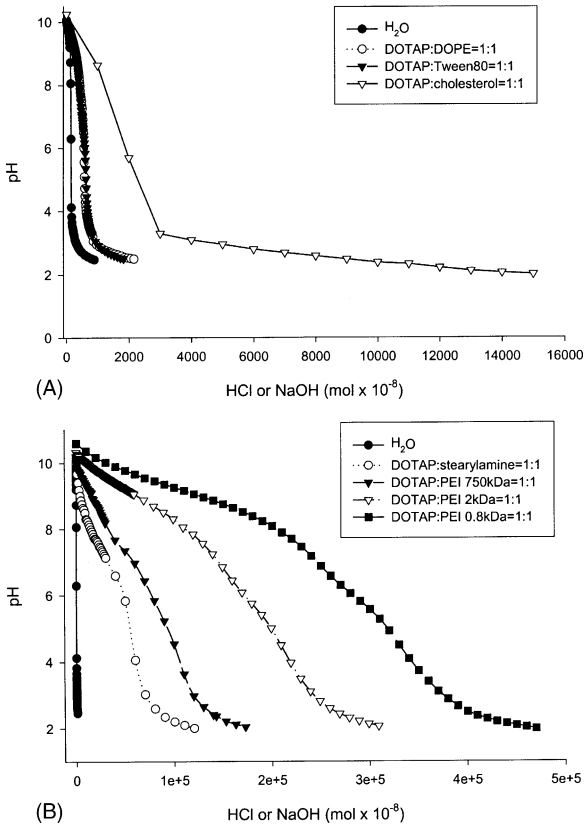 10
8
6
4
2
0
pH
H₂O
DOTAP:DOPE=1:1
DOTAP:Tween80=1:1
DOTAP:cholesterol=1:1
0 2000 4000 6000 8000 10000 12000 14000 16000
(A)
HCl or NaOH (mol x 10⁻⁸)
10
8
6
4
2
pH
H₂O
DOTAP:stearylamine=1:1
DOTAP:PEI 750kDa=1:1
DOTAP:PEI 2kDa=1:1
DOTAP:PEI 0.8kDa=1:1
0 1e+5 2e+5 3e+5 4e+5 5e+5
(B)
HCl or NaOH (mol x 10⁻⁸)